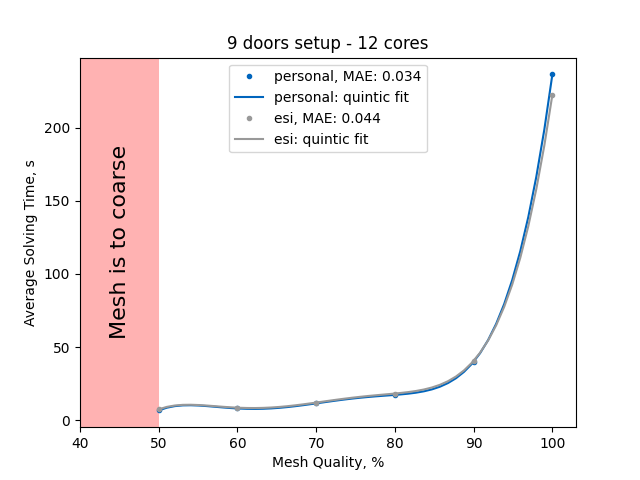 9 doors setup - 12 cores
personal, MAE: 0.034
personal: quintic fit
esi, MAE: 0.044
esi: quintic fit
Mesh is to coarse
Average Solving Time, s
200
150
100
50
0
40 50 60 70 80 90 100
Mesh Quality, %